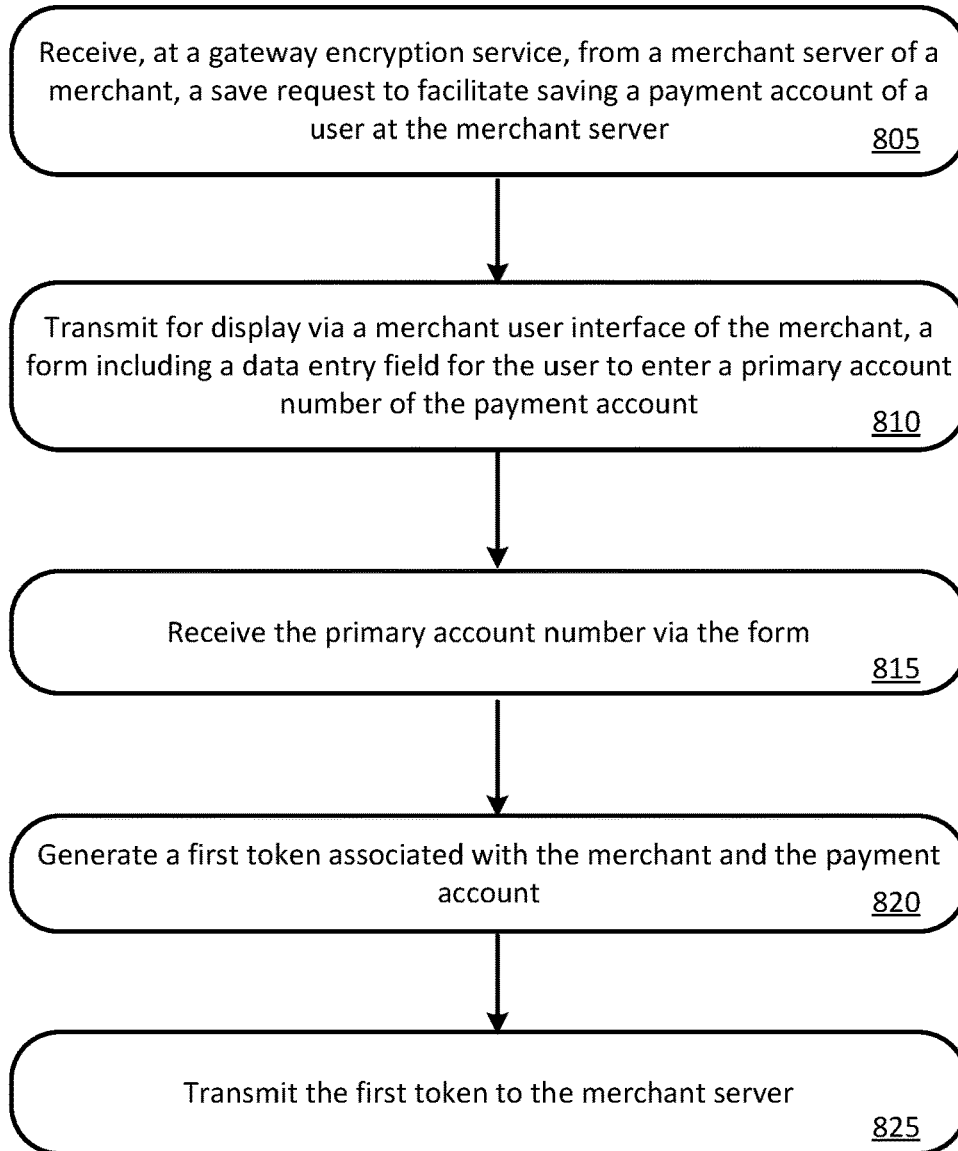 Receive, at a gateway encryption service, from a merchant server of a
merchant, a save request to facilitate saving a payment account of a
user at the merchant server
805
Transmit for display via a merchant user interface of the merchant, a
form including a data entry field for the user to enter a primary account
number of the payment account
810
Receive the primary account number via the form
815
Generate a first token associated with the merchant and the payment
account
820
Transmit the first token to the merchant server
825